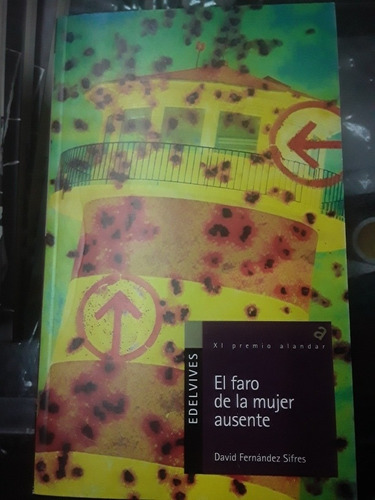 a
XI premio alandar
EDELVIVES
El faro
de la mujer
ausente
David Fernández Sifres